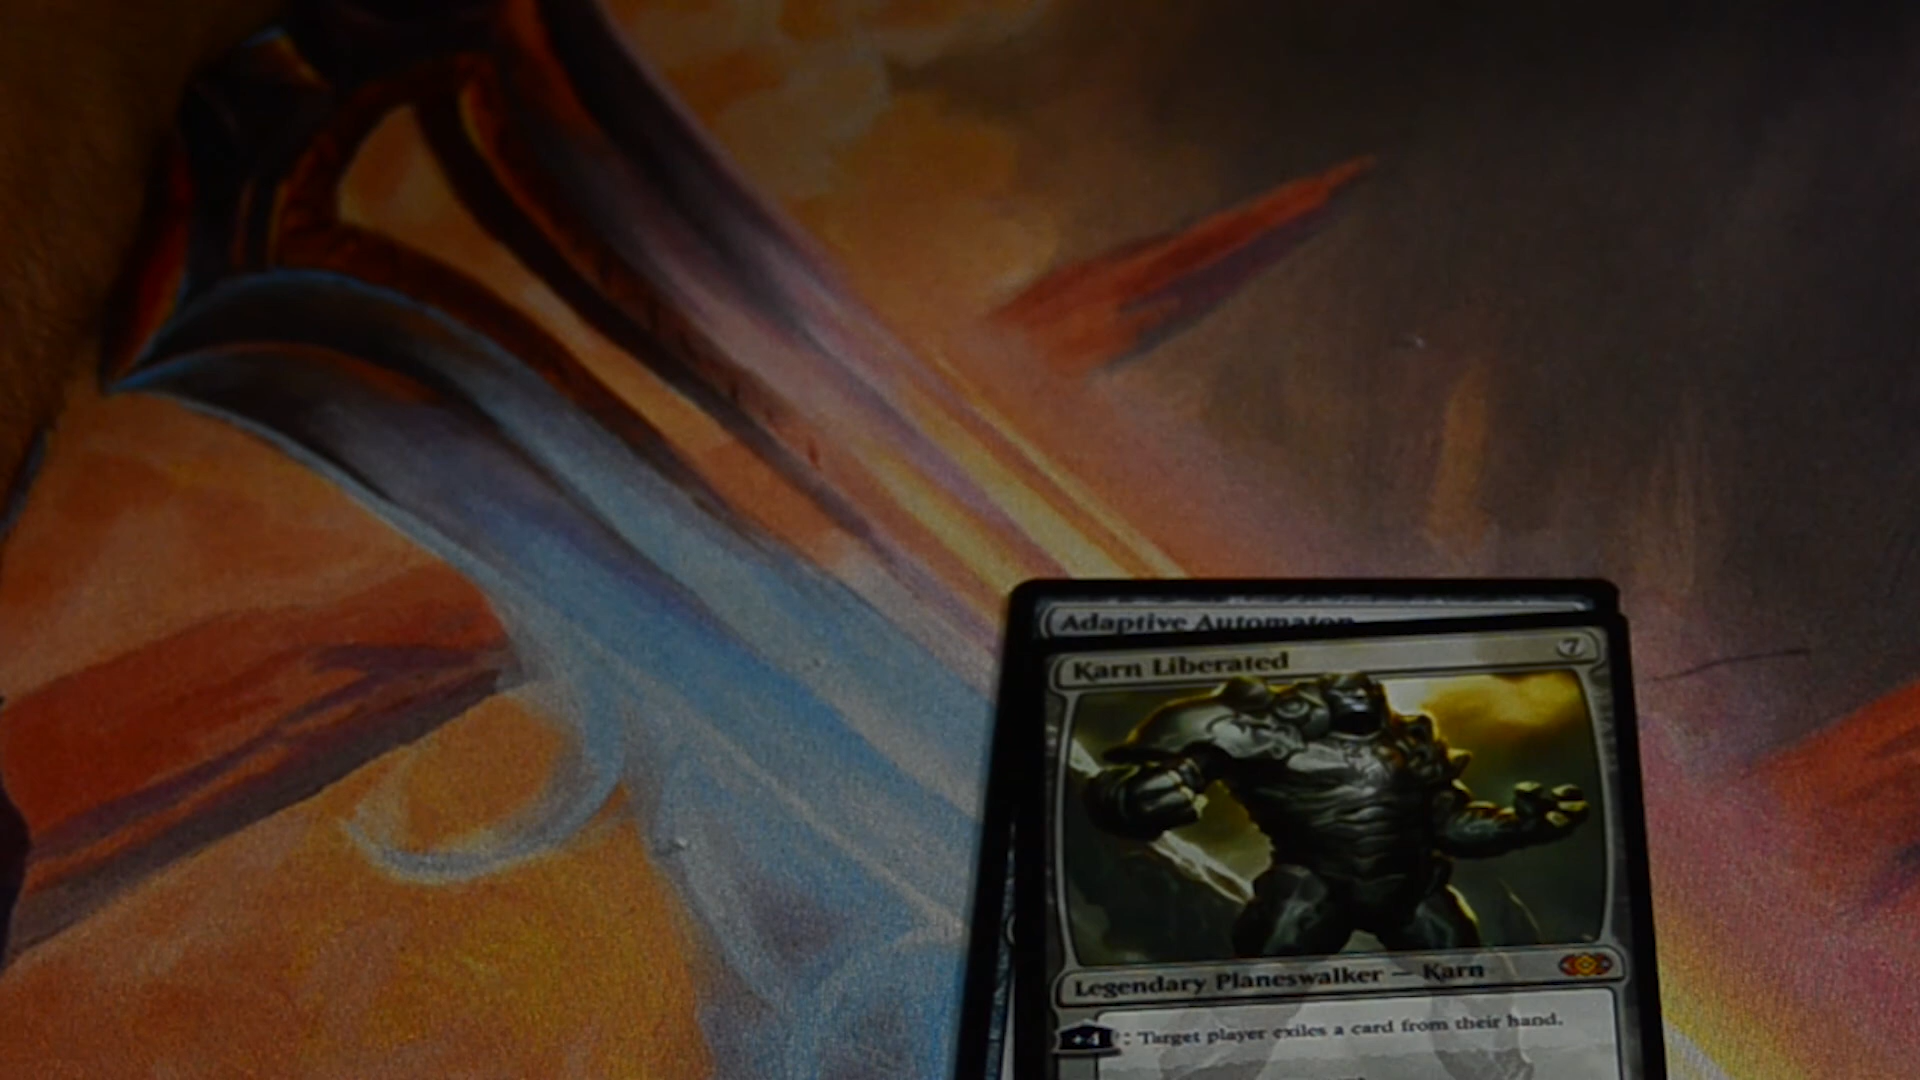 Adaptive Automaton
Karn Liberated
7
Legendary Planeswalker — Karn
+4: Target player exiles a card from their hand.